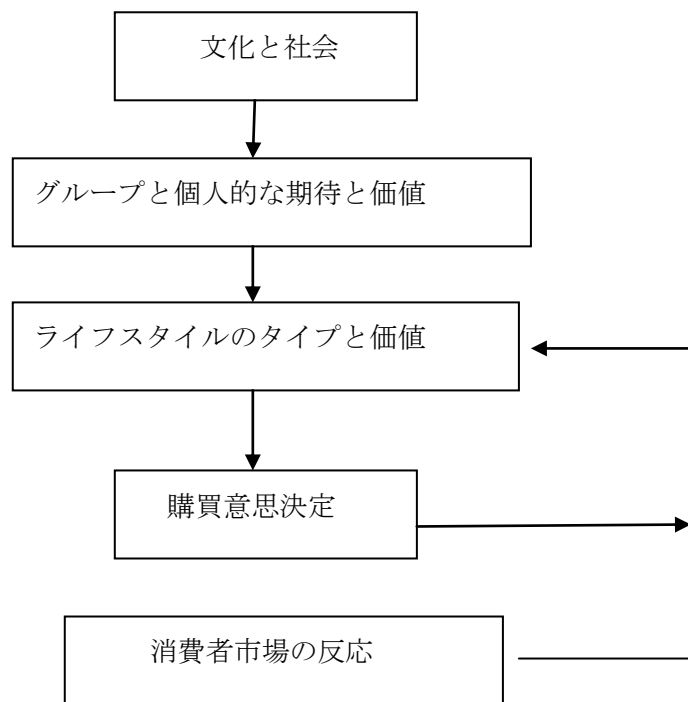 文化と社会
グループと個人的な期待と価値
ライフスタイルのタイプと価値
購買意思決定
消費者市場の反応